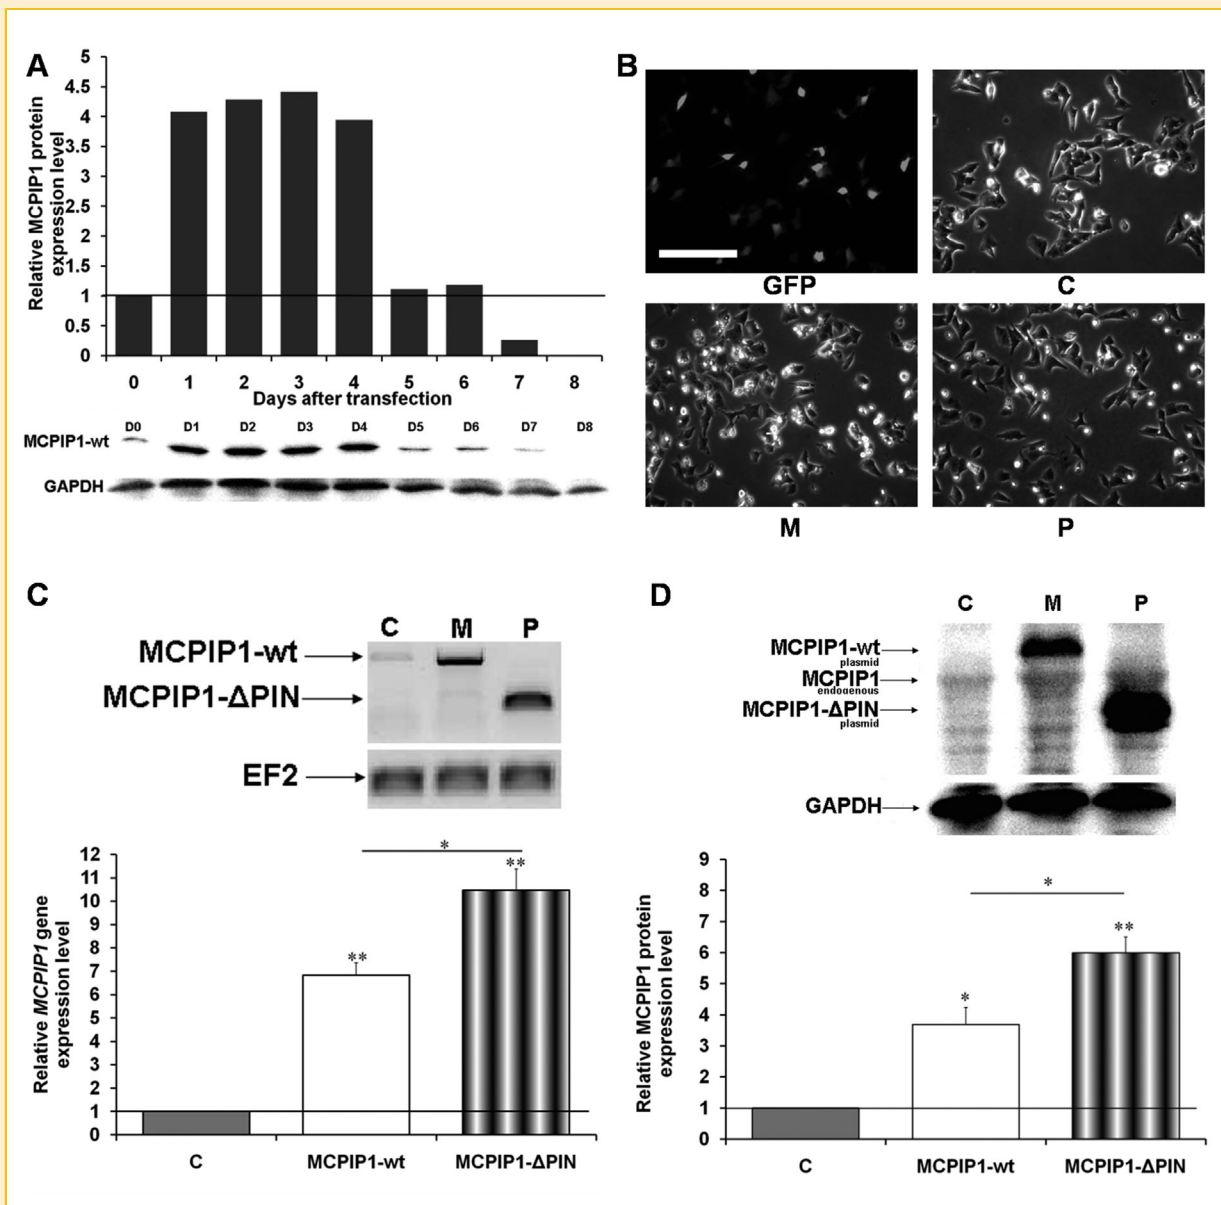 A
Relative MCPIP1 protein
expression level
5
4.5
4
3.5
3
2.5
2
1.5
1
0.5
0
0 1 2 3 4 5 6 7 8
Days after transfection
D0 D1 D2 D3 D4 D5 D6 D7 D8
MCPIP1-wt
GAPDH
B
GFP
C
M
P
C
C M P
MCPIP1-wt
MCPIP1-ΔPIN
EF2
Relative MCPIP1 gene
expression level
12
11
10
9
8
7
6
5
4
3
2
1
0
*
**
**
C MCPIP1-wt MCPIP1-ΔPIN
D
C M P
MCPIP1-wt
plasmid
MCPIP1
endogenous
MCPIP1-ΔPIN
plasmid
GAPDH
Relative MCPIP1 protein
expression level
9
8
7
6
5
4
3
2
1
0
*
**
*
C MCPIP1-wt MCPIP1-ΔPIN